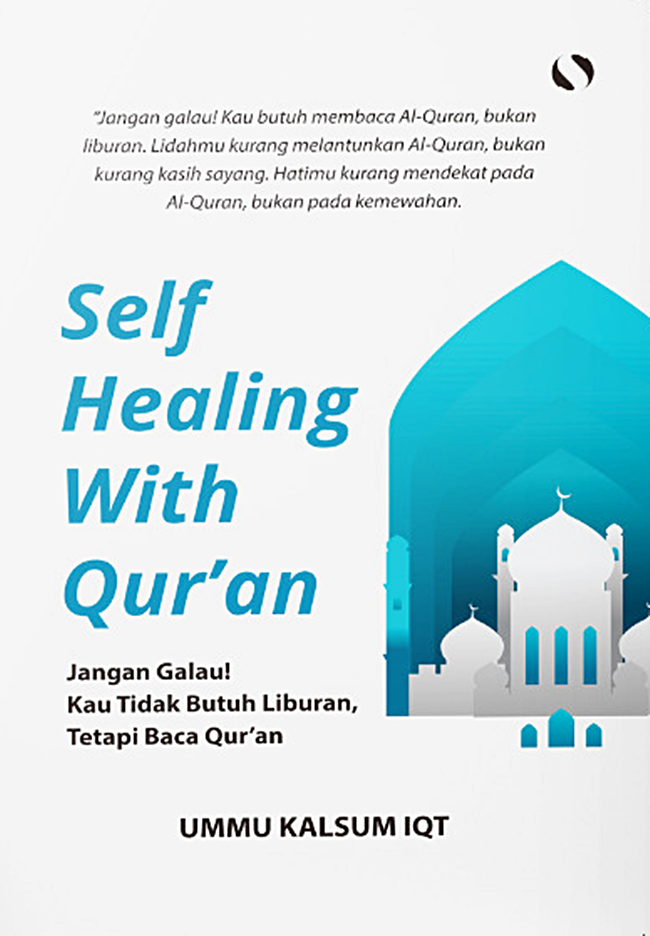 "Jangan galau! Kau butuh membaca Al-Quran, bukan
liburan. Lidahmu kurang melantunkan Al-Quran, bukan
kurang kasih sayang. Hatimu kurang mendekat pada
Al-Quran, bukan pada kemewahan.
Self
Healing
With
Qur'an
Jangan Galau!
Kau Tidak Butuh Liburan,
Tetapi Baca Qur'an
UMMU KALSUM IQT